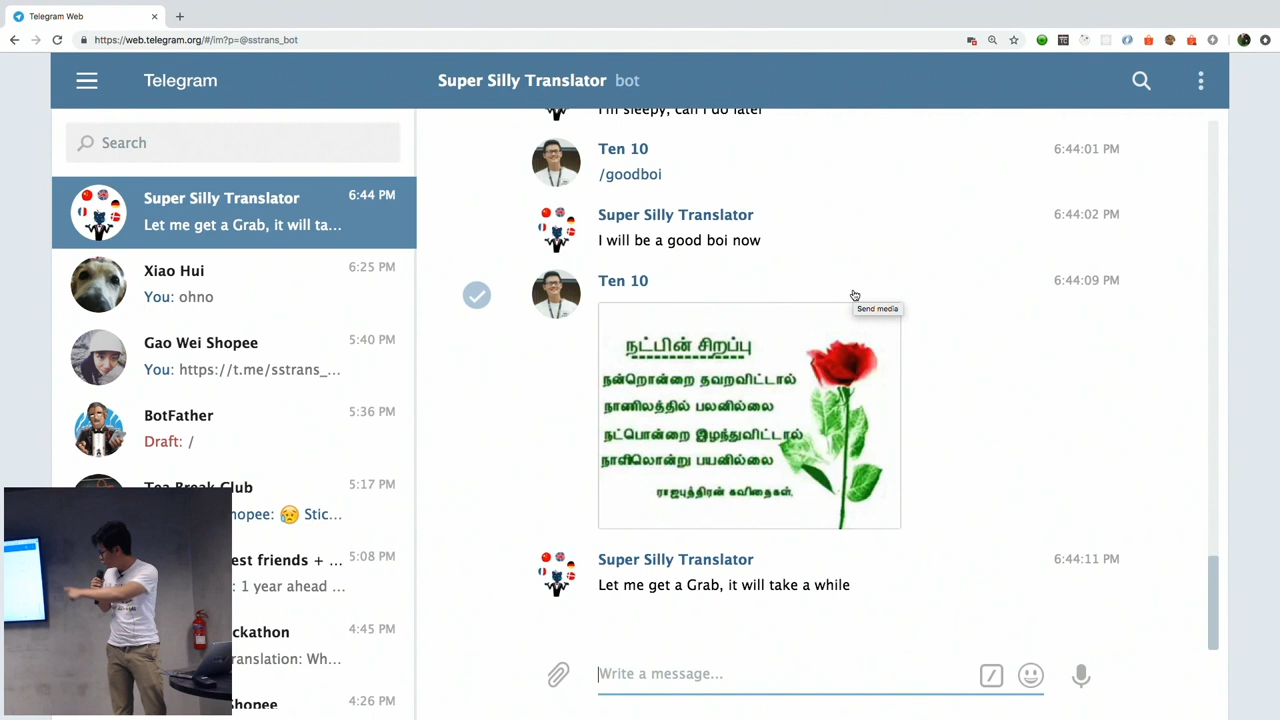 Telegram Web
https://web.telegram.org/#/im?p=@sstrans_bot
Telegram
Super Silly Translator bot
Search
Super Silly Translator 6:44 PM
Let me get a Grab, it will ta...
Xiao Hui 6:25 PM
You: ohno
Gao Wei Shopee 5:40 PM
You: https://t.me/sstrans_...
BotFather 5:36 PM
Draft: /
Tea Break Club 5:17 PM
hopee: 😥 Stic...
est friends + ... 5:08 PM
: 1 year ahead ...
ckathon 4:45 PM
ranslation: Wh...
hopee 4:26 PM
I'm sleepy, can I do later
Ten 10 6:44:01 PM
/goodboi
Super Silly Translator 6:44:02 PM
I will be a good boi now
Ten 10 6:44:09 PM
Send media
நட்பின் சிறப்பு
நன்றொன்றை தவறவிட்டால்
நாணிலத்தில் பலனில்லை
நட்பொன்றை இழந்துவிட்டால்
நாளிலொன்று பயனில்லை
ராஜபுத்திரன் கவிதைகள்.
Super Silly Translator 6:44:11 PM
Let me get a Grab, it will take a while
Write a message...